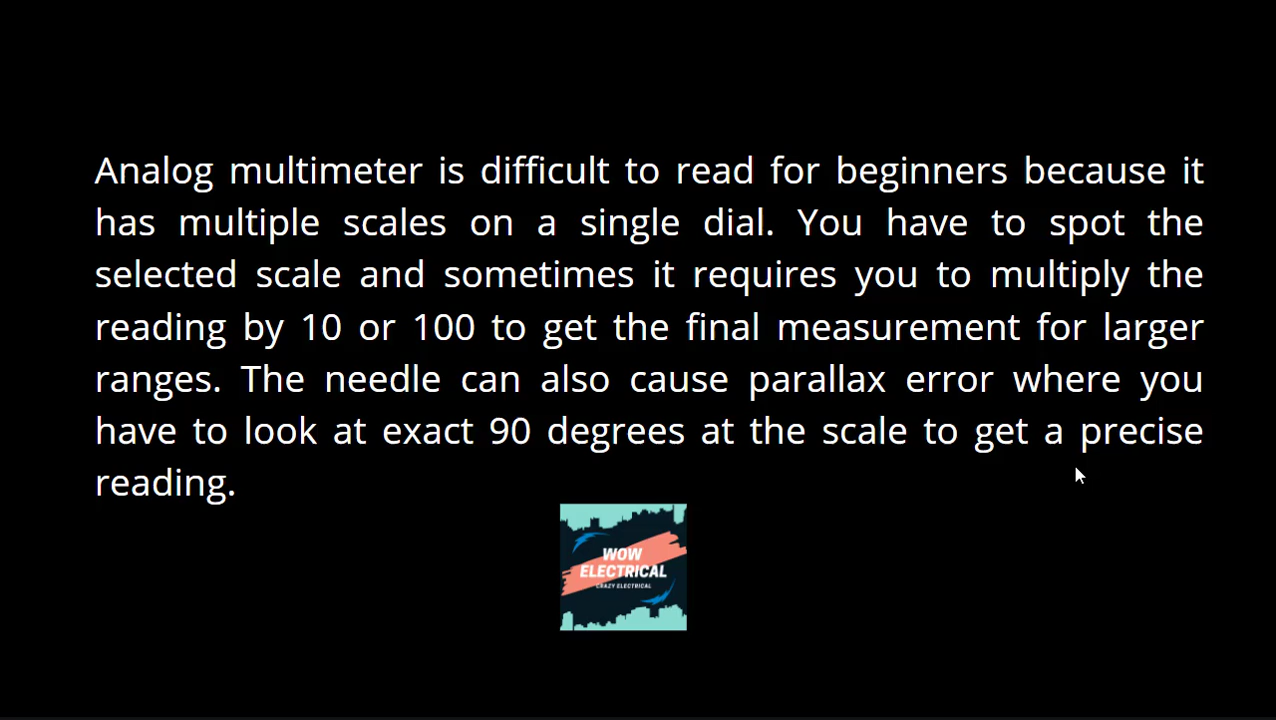 Analog multimeter is difficult to read for beginners because it
has multiple scales on a single dial. You have to spot the
selected scale and sometimes it requires you to multiply the
reading by 10 or 100 to get the final measurement for larger
ranges. The needle can also cause parallax error where you
have to look at exact 90 degrees at the scale to get a precise
reading.
WOW
ELECTRICAL
CRAZY ELECTRICAL